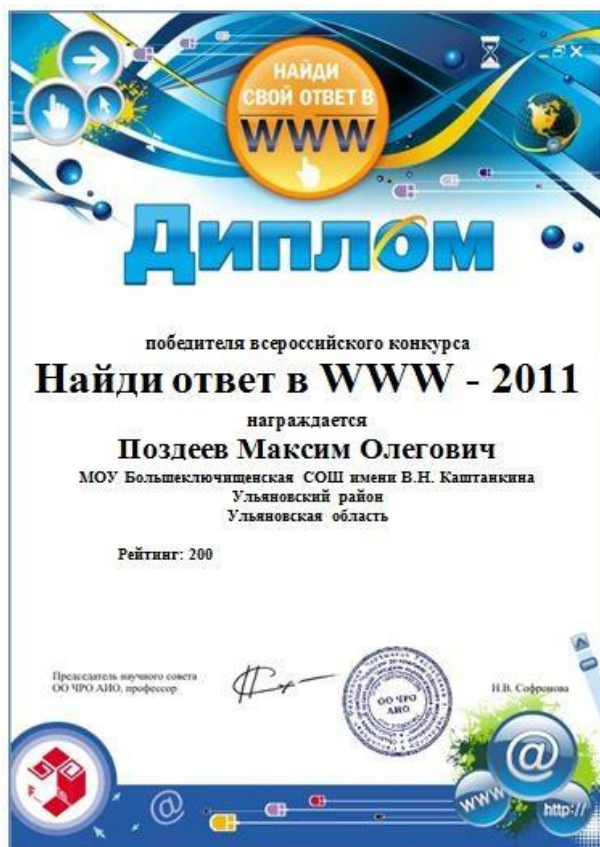 НАЙДИ
СВОЙ ОТВЕТ В
WWW
Диплом
победителя всероссийского конкурса
Найди ответ в WWW - 2011
награждается
Поздеев Максим Олегович
МОУ Большеключищенская СОШ имени В.Н. Каштанкина
Ульяновский район
Ульяновская область
Рейтинг: 200
Председатель научного совета
ОО ЧРО АИО, профессор
И.В. Софронова
ОО ЧРО
АИО
@
@
WWW
http://